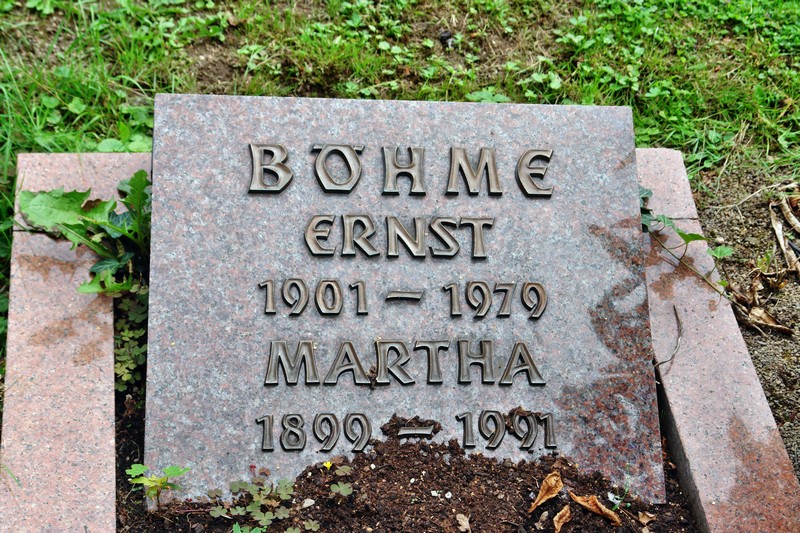 BÖHME
ERNST
1901 – 1979
MARTHA
1899 – 1991